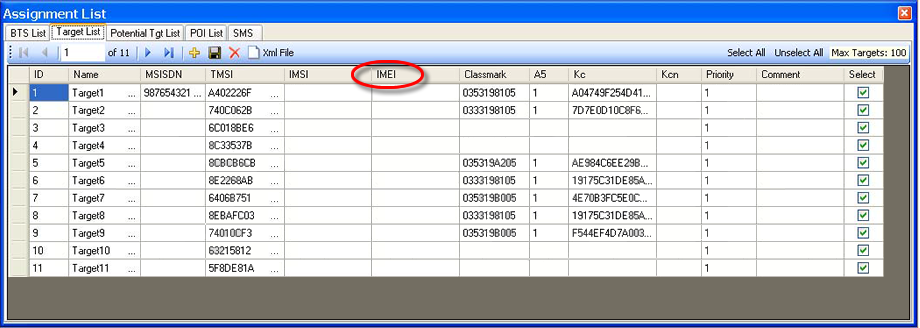 Assignment List
BTS List Target List Potential Tgt List POI List SMS
1 of 11 Xml File Select All Unselect All Max Targets: 100
ID Name MSISDN TMSI IMSI IMEI Classmark A5 Kc Kcn Priority Comment Select
1 Target1 ... 987654321 ... A402226F ... 0353198105 1 A04749F254D41... 1
2 Target2 ... 740C062B ... 0333198105 1 7D7E0D10C8F6... 1
3 Target3 ... 6C018BE6 ... 1
4 Target4 ... 8C33537B ... 1
5 Target5 ... 8CBCB6CB ... 035319A205 1 AE984C6EE29B... 1
6 Target6 ... 8E2268AB ... 0333198105 1 19175C31DE85A... 1
7 Target7 ... 6406B751 ... 035319B005 1 4E70B3FC5E0C... 1
8 Target8 ... 8EBAFC03 ... 0333198105 1 19175C31DE85A... 1
9 Target9 ... 74010CF3 ... 035319B005 1 F544EF4D7A003... 1
10 Target10 ... 63215812 ... 1
11 Target11 ... 5F8DE81A ... 1